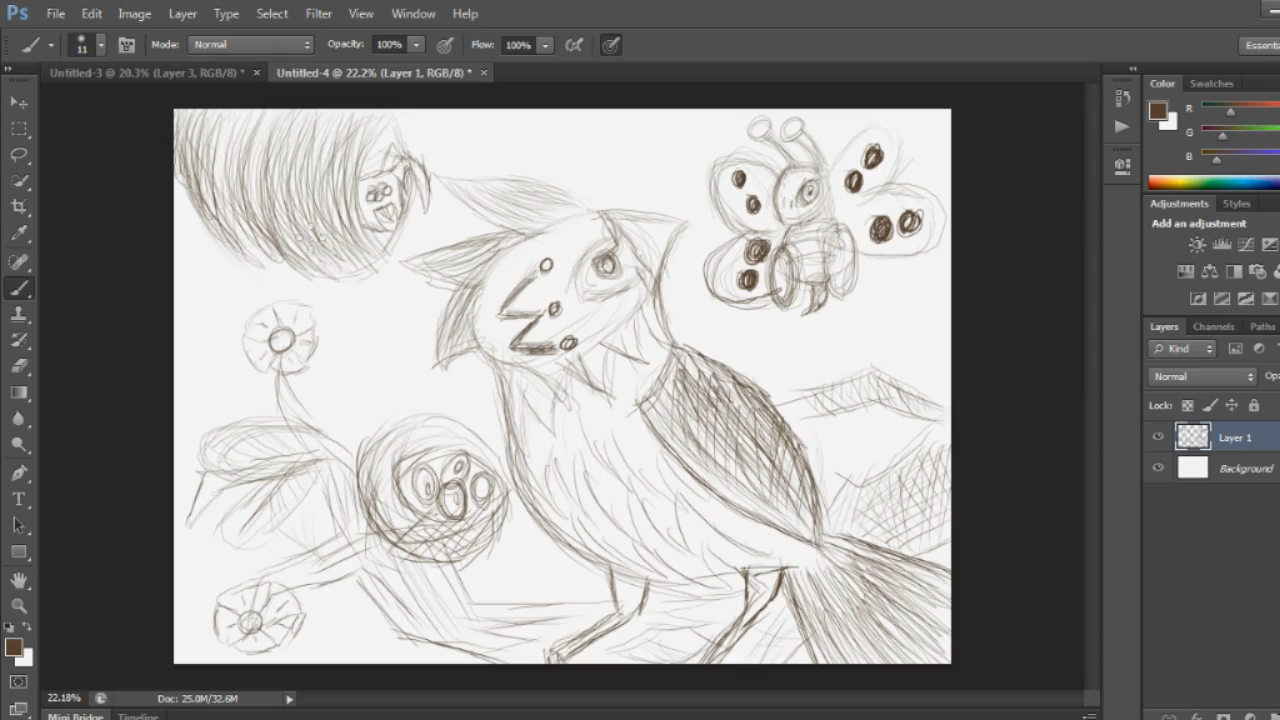 Ps File Edit Image Layer Type Select Filter View Window Help
11 Mode: Normal Opacity: 100% Flow: 100% Essenti
Untitled-3 @ 20.3% (Layer 3, RGB/8) * × Untitled-4 @ 22.2% (Layer 1, RGB/8) * ×
Color Swatches
R
G
B
Adjustments Styles
Add an adjustment
Layers Channels Paths
Kind
Normal Opa
Lock:
Layer 1
Background
22.18% Doc: 25.0M/32.6M
Mini Bridge Timeline